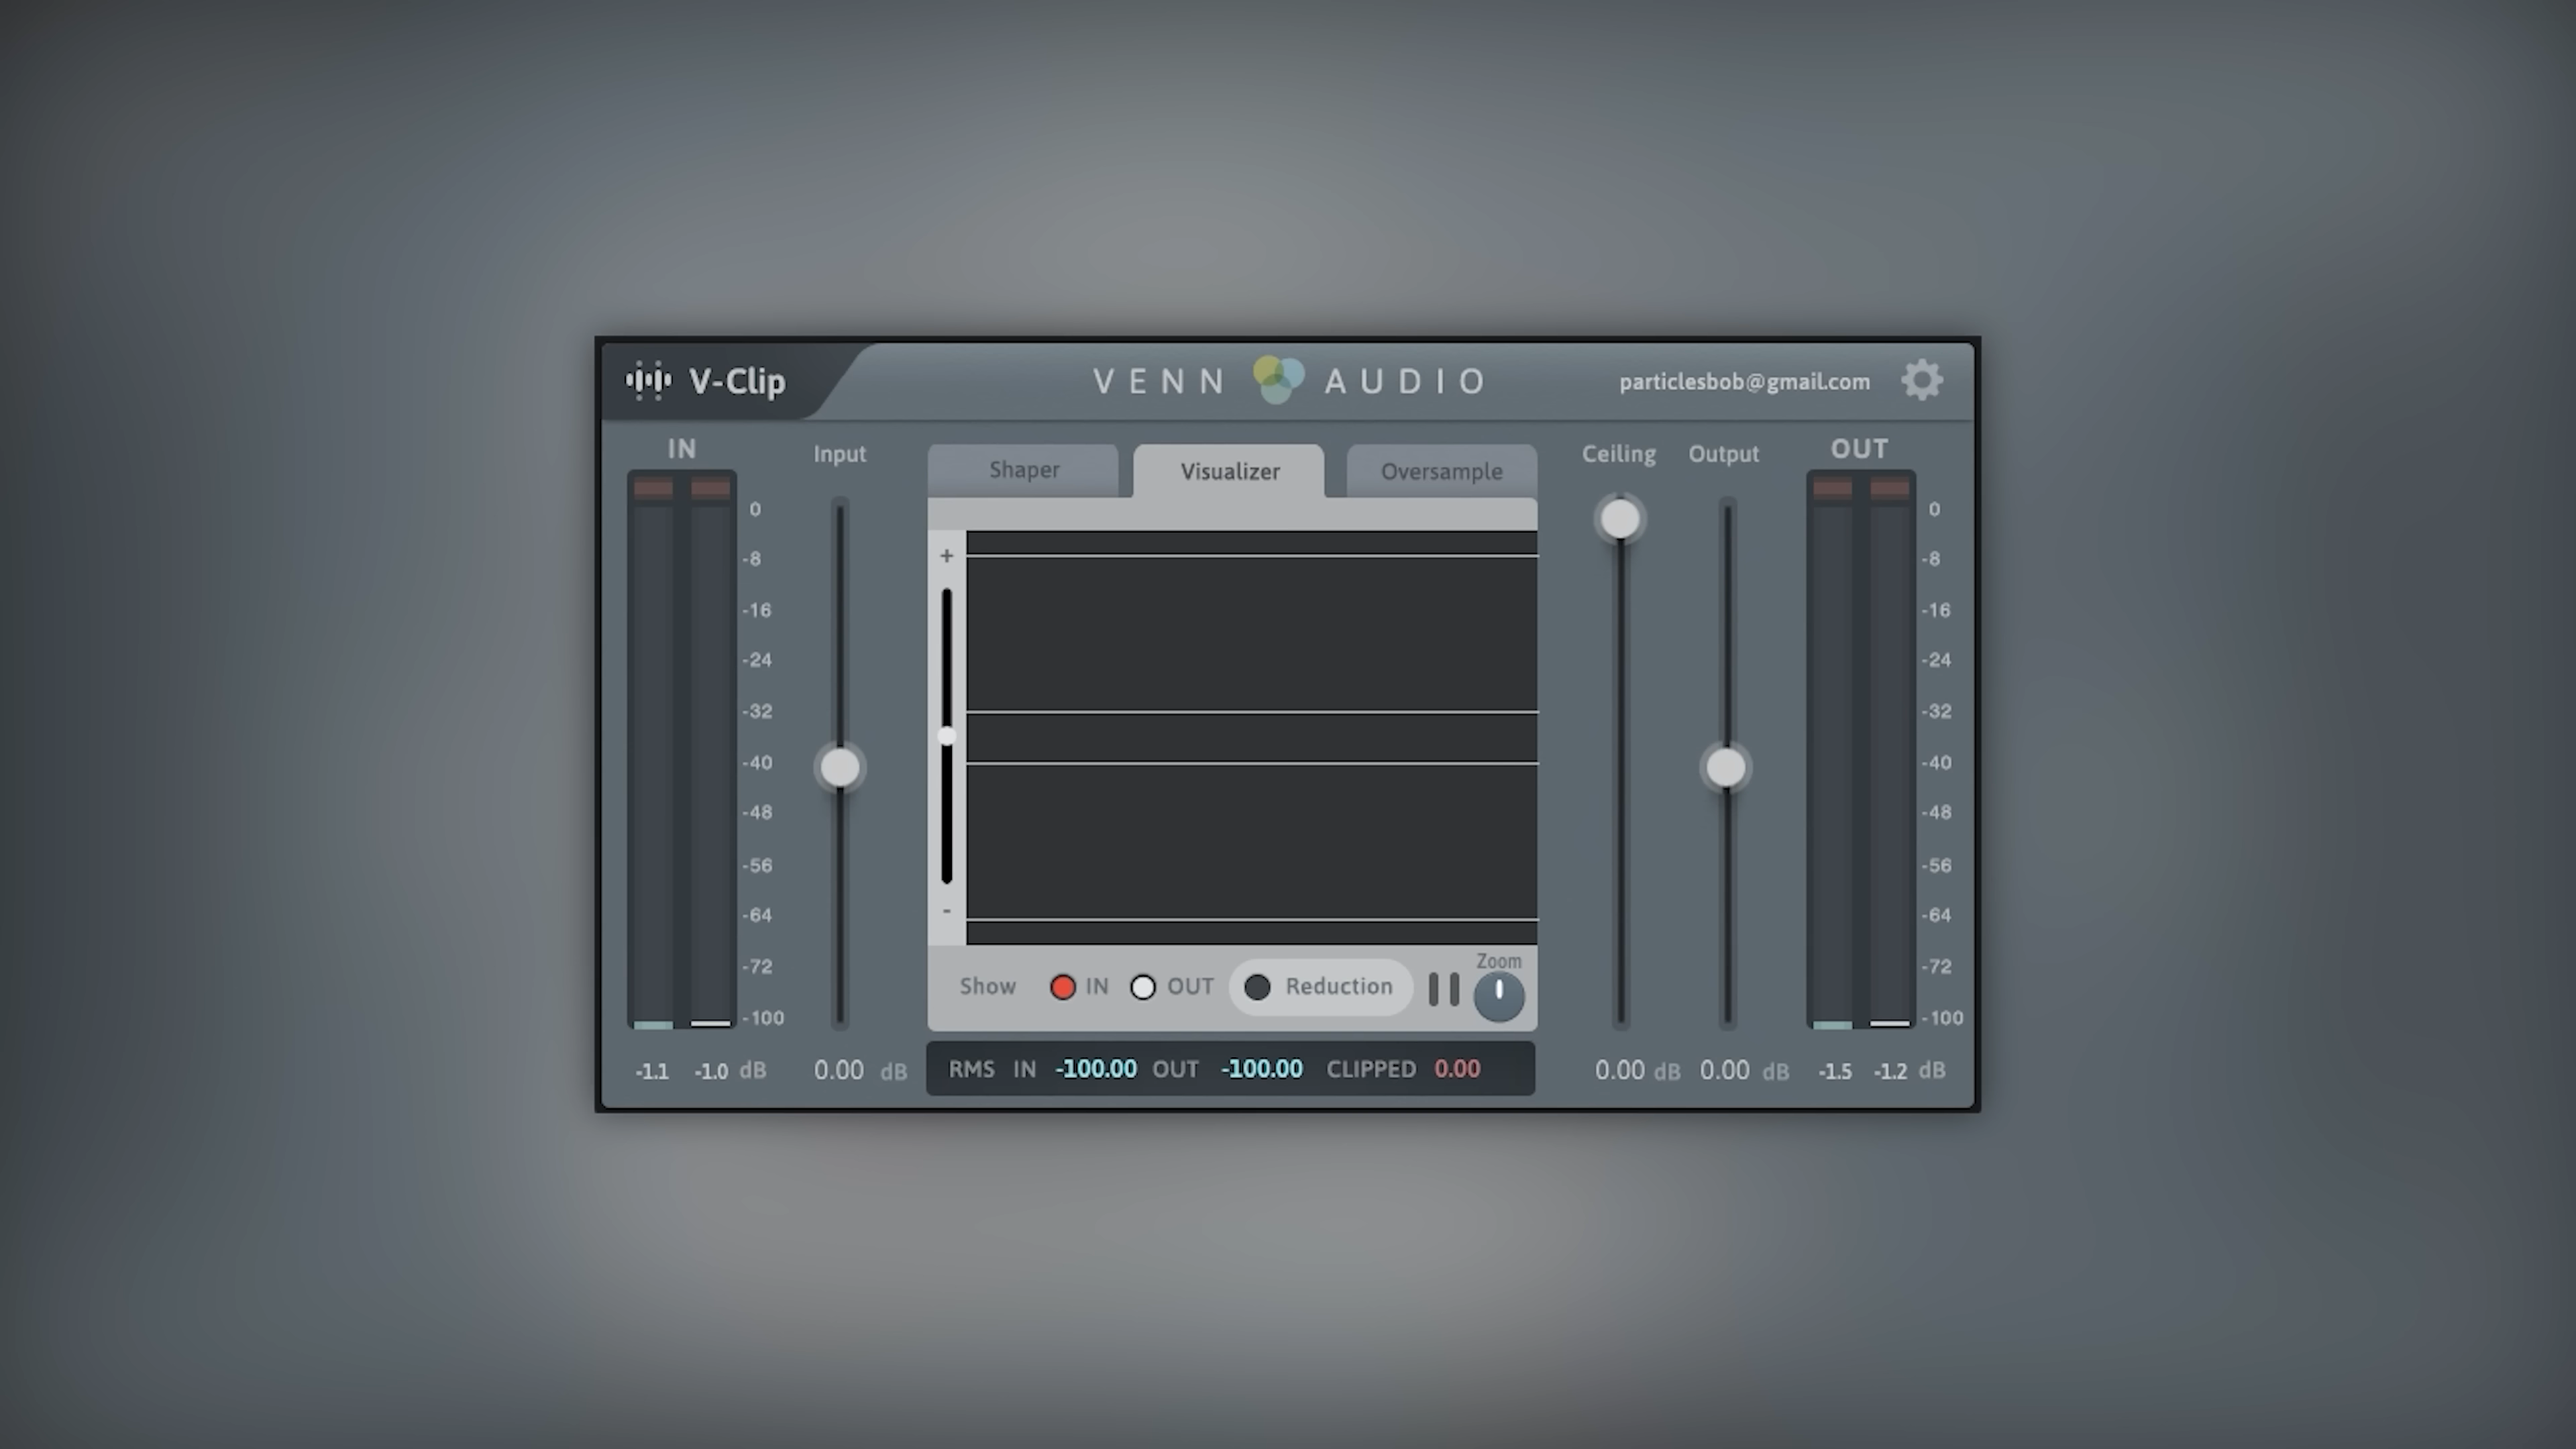 V-Clip
VENN AUDIO
particlesbob@gmail.com
IN
Input
Shaper
Visualizer
Oversample
Ceiling
Output
OUT
0
-8
-16
-24
-32
-40
-48
-56
-64
-72
-100
+
-
0
-8
-16
-24
-32
-40
-48
-56
-64
-72
-100
Show IN OUT Reduction
Zoom
-1.1 -1.0 dB
0.00 dB
RMS IN -100.00 OUT -100.00 CLIPPED 0.00
0.00 dB
0.00 dB
-1.5 -1.2 dB